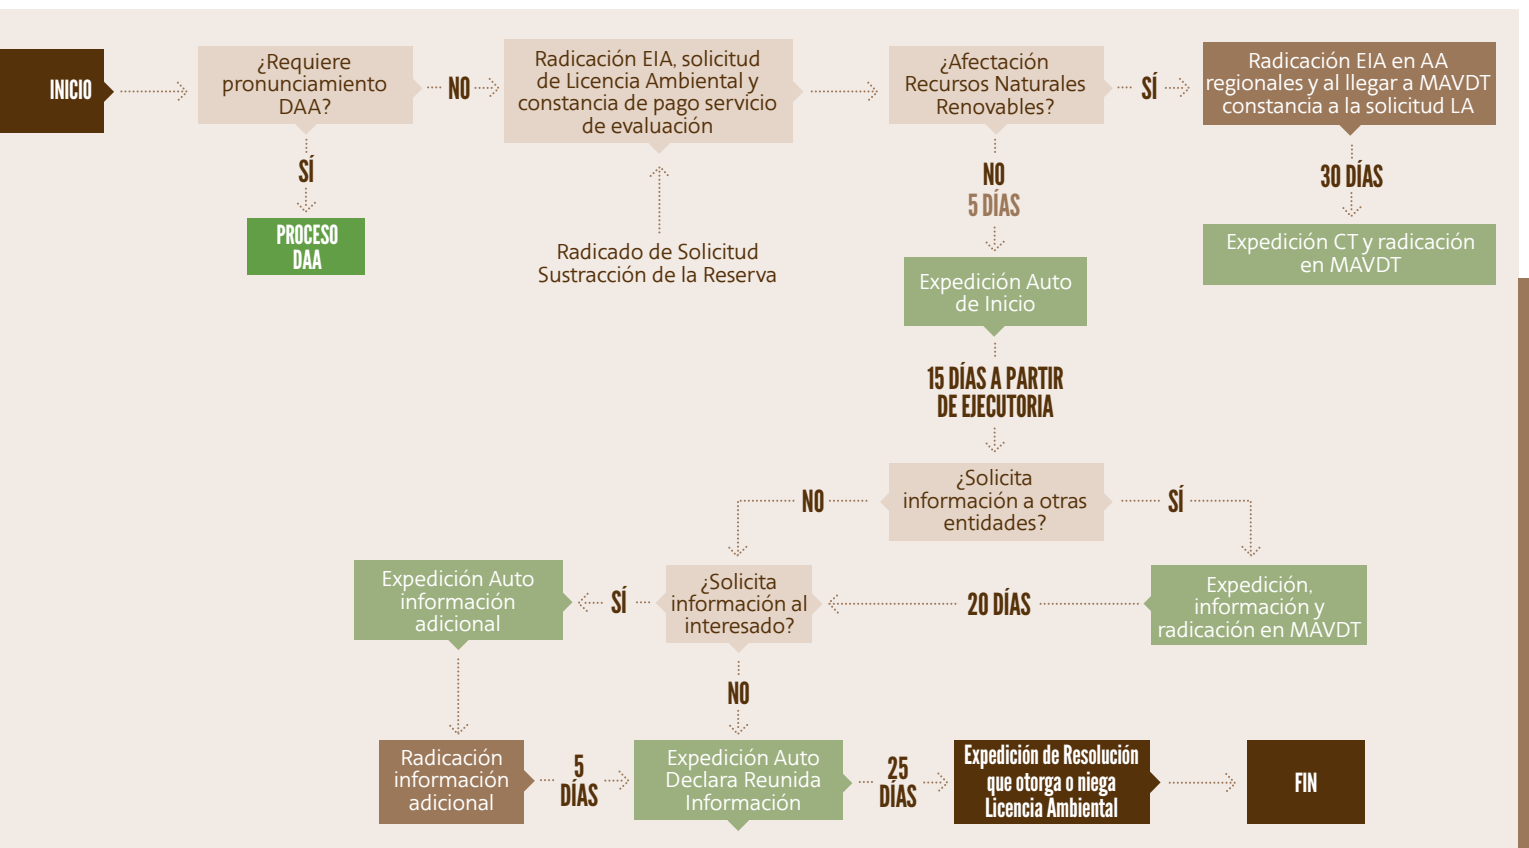 INICIO
¿Requiere
pronunciamiento
DAA?
NO
Radicación EIA, solicitud
de Licencia Ambiental y
constancia de pago servicio
de evaluación
¿Afectación
Recursos Naturales
Renovables?
SÍ
Radicación EIA en AA
regionales y al llegar a MAVDT
constancia a la solicitud LA
SÍ
PROCESO
DAA
Radicado de Solicitud
Sustracción de la Reserva
NO
5 DÍAS
30 DÍAS
Expedición CT y radicación
en MAVDT
Expedición Auto
de Inicio
15 DÍAS A PARTIR
DE EJECUTORIA
¿Solicita
información a otras
entidades?
NO
SÍ
Expedición Auto
información
adicional
SÍ
¿Solicita
información al
interesado?
20 DÍAS
Expedición,
información y
radicación en MAVDT
NO
Radicación
información
adicional
5
DÍAS
Expedición Auto
Declara Reunida
Información
25
DÍAS
Expedición de Resolución
que otorga o niega
Licencia Ambiental
FIN